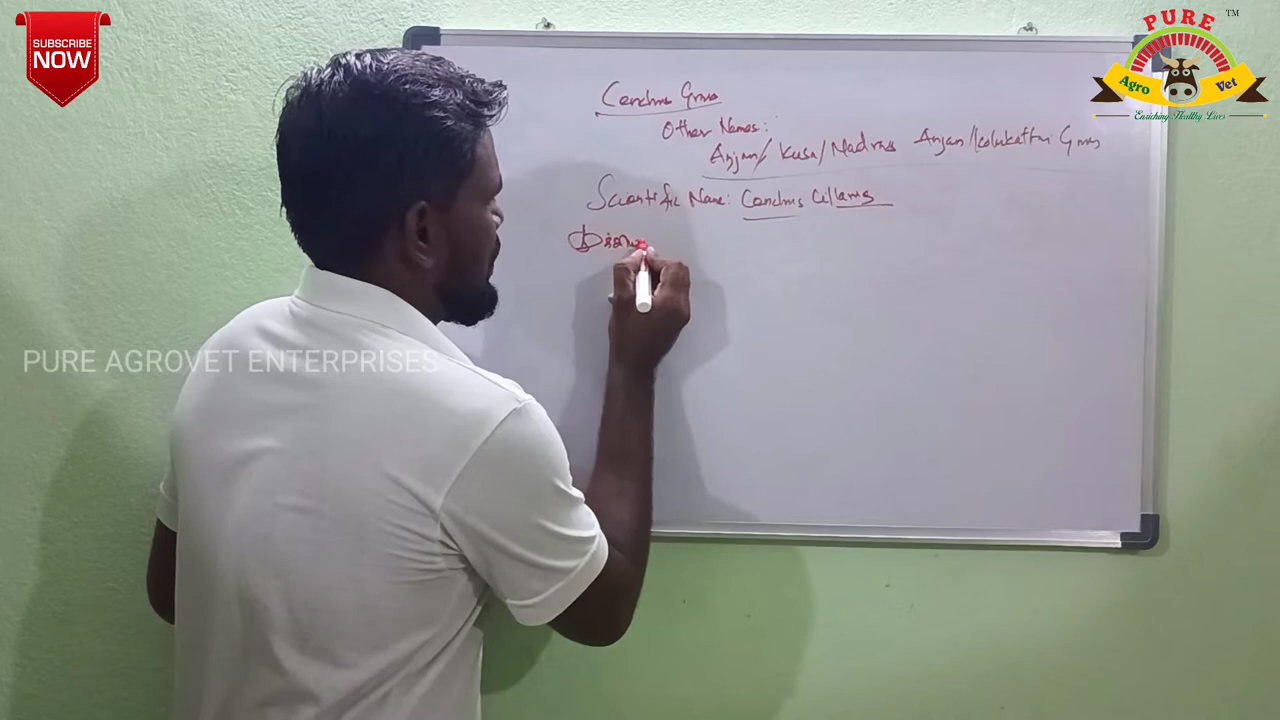 SUBSCRIBE
NOW
PURE ™
Agro Vet
Enriching Healthy Lives
Cenchrus Grass
Other Names:
Anjan/ Kusa/ Madras Anjan/ Kolukattai Grass
Scientific Name: Cenchrus Ciliaris
PURE AGROVET ENTERPRISES